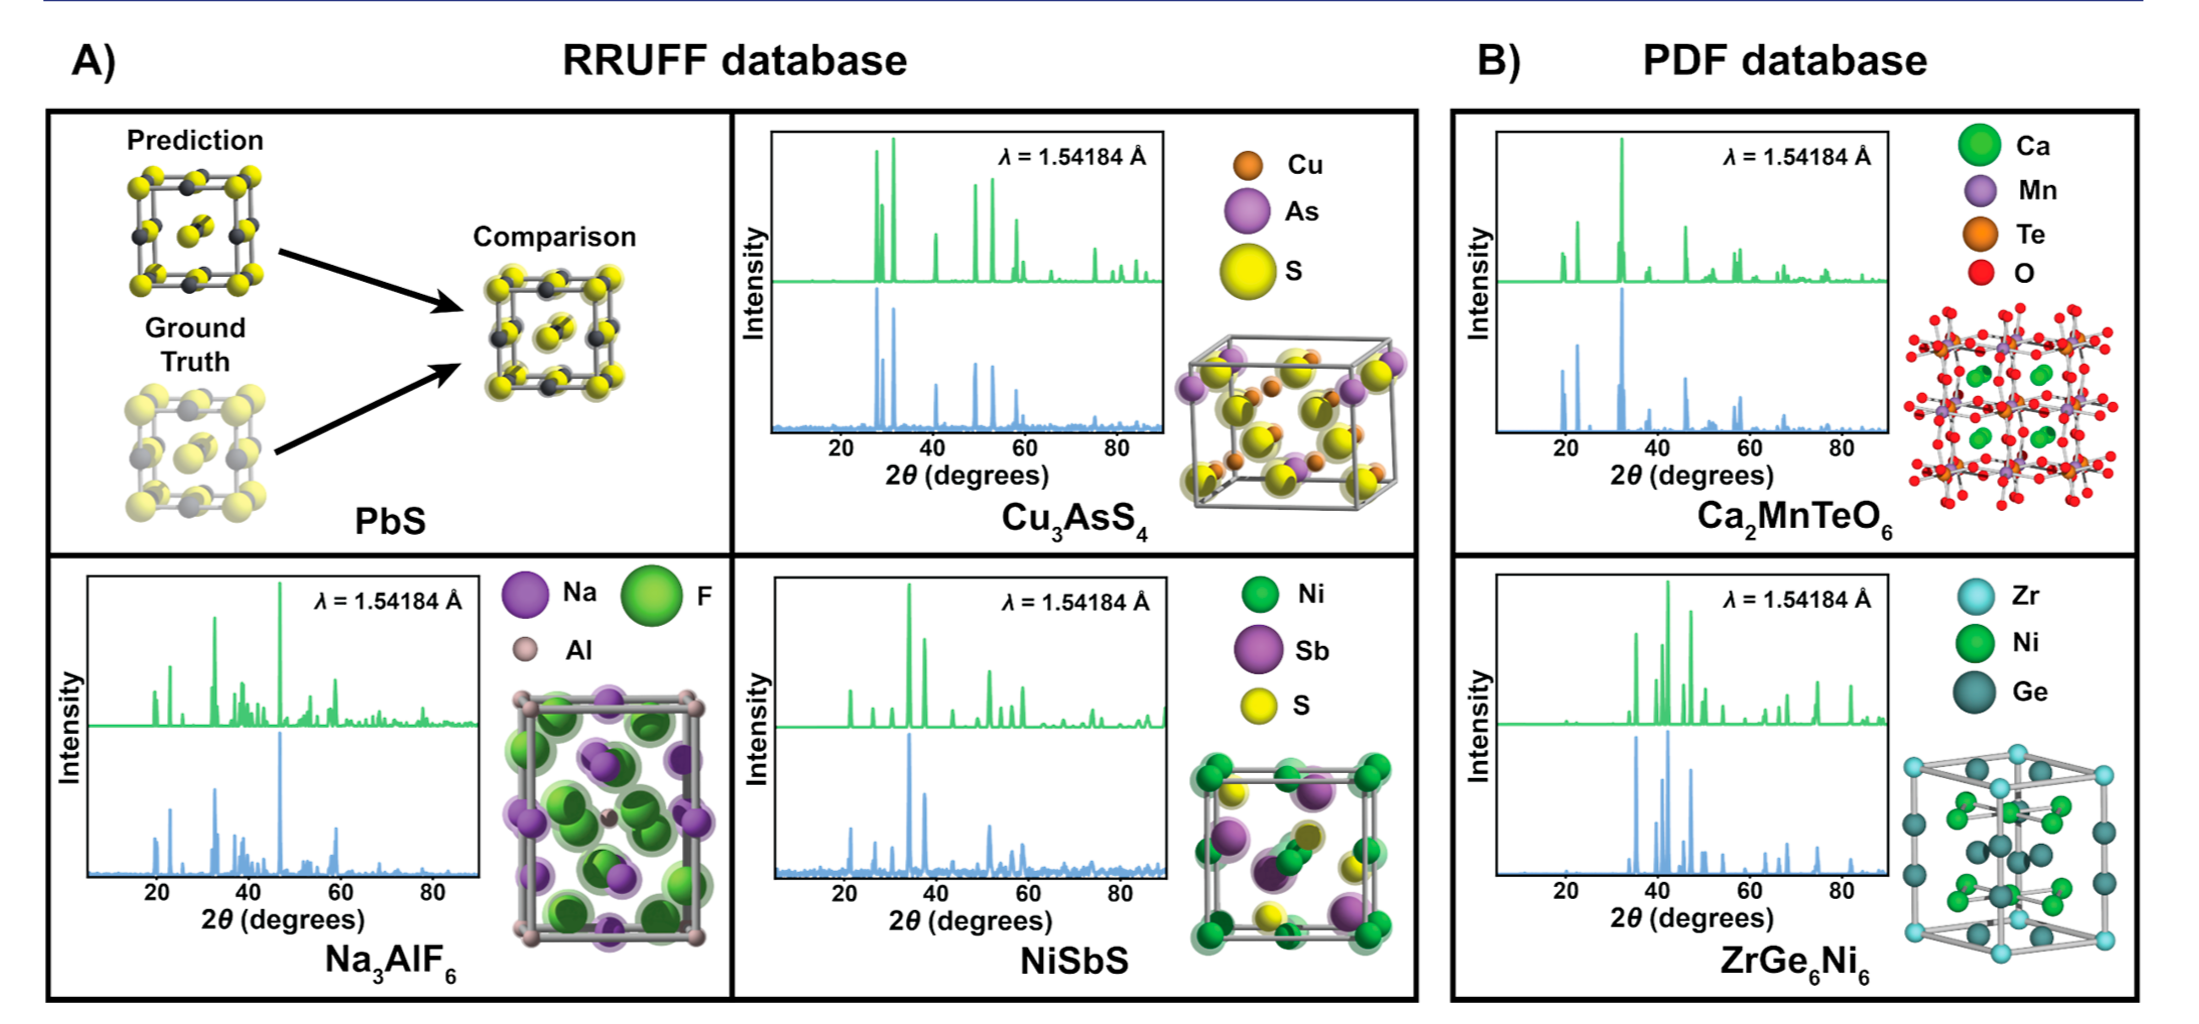 A)
RRUFF database
Prediction
Ground
Truth
Comparison
PbS
λ = 1.54184 Å
Intensity
20 40 60 80
2θ (degrees)
Cu
As
S
Cu₃AsS₄
λ = 1.54184 Å
Intensity
20 40 60 80
2θ (degrees)
Na F
Al
Na₃AlF₆
λ = 1.54184 Å
Intensity
20 40 60 80
2θ (degrees)
Ni
Sb
S
NiSbS
B)
PDF database
λ = 1.54184 Å
Intensity
20 40 60 80
2θ (degrees)
Ca
Mn
Te
O
Ca₂MnTeO₆
λ = 1.54184 Å
Intensity
20 40 60 80
2θ (degrees)
Zr
Ni
Ge
ZrGe₆Ni₆